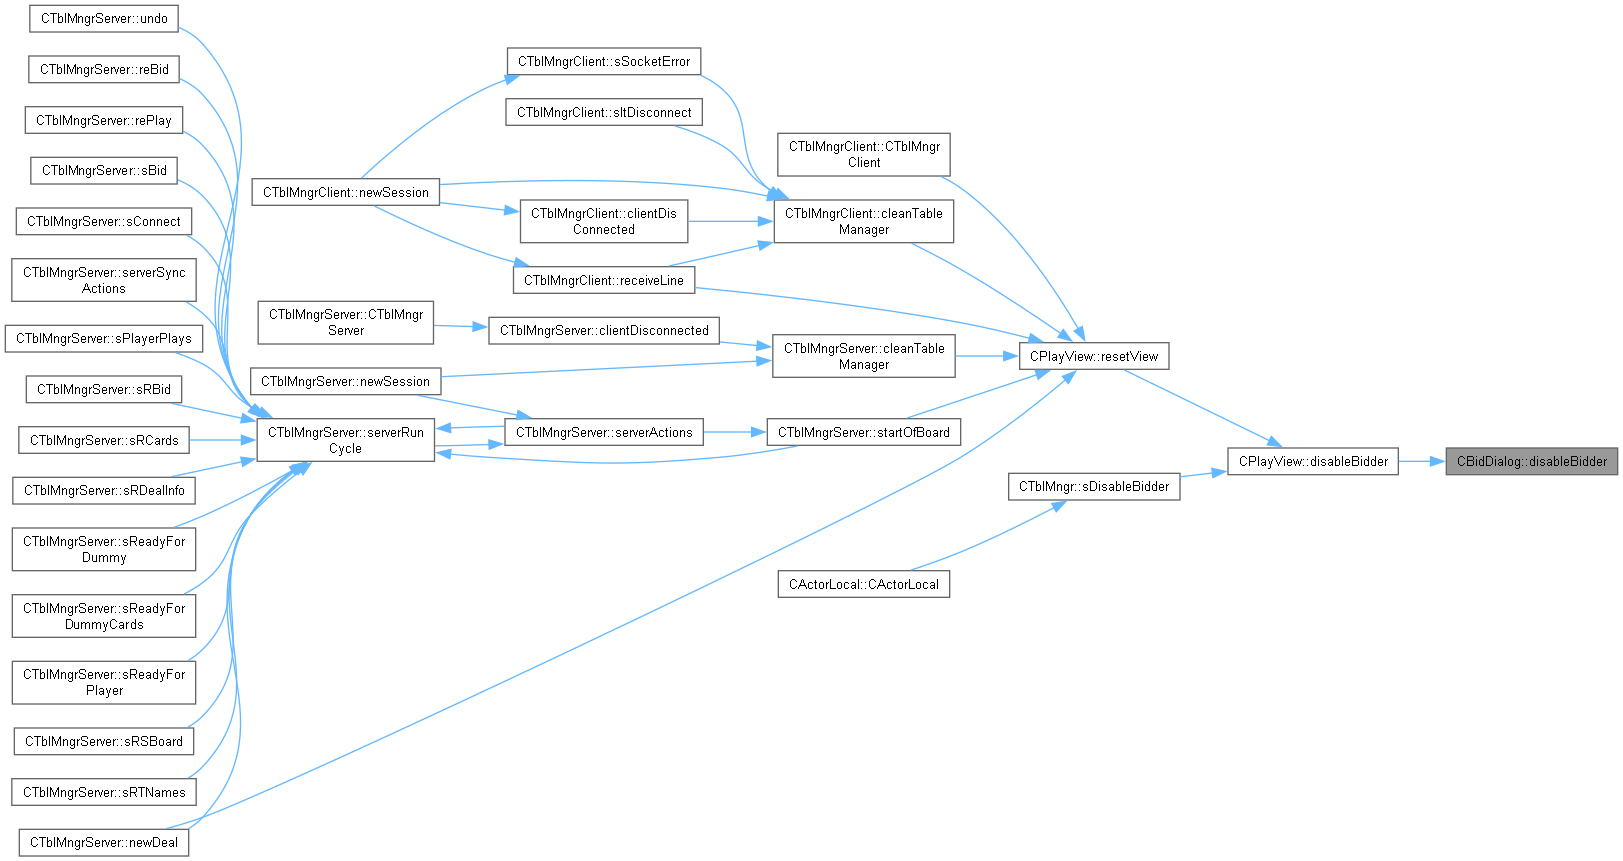 CTblMngrServer::undo
CTblMngrServer::reBid
CTblMngrServer::rePlay
CTblMngrServer::sBid
CTblMngrServer::sConnect
CTblMngrServer::serverSync
Actions
CTblMngrServer::sPlayerPlays
CTblMngrServer::sRBid
CTblMngrServer::sRCards
CTblMngrServer::sRDealInfo
CTblMngrServer::sReadyFor
Dummy
CTblMngrServer::sReadyFor
DummyCards
CTblMngrServer::sReadyFor
Player
CTblMngrServer::sRSBoard
CTblMngrServer::sRTNames
CTblMngrServer::newDeal
CTblMngrClient::newSession
CTblMngrServer::CTblMngr
Server
CTblMngrServer::newSession
CTblMngrServer::serverRun
Cycle
CTblMngrClient::sSocketError
CTblMngrClient::sltDisconnect
CTblMngrClient::clientDis
Connected
CTblMngrClient::receiveLine
CTblMngrServer::clientDisconnected
CTblMngrServer::serverActions
CTblMngrClient::CTblMngr
Client
CTblMngrClient::cleanTable
Manager
CTblMngrServer::cleanTable
Manager
CTblMngrServer::startOfBoard
CActorLocal::CActorLocal
CPlayView::resetView
CTblMngr::sDisableBidder
CPlayView::disableBidder
CBidDialog::disableBidder